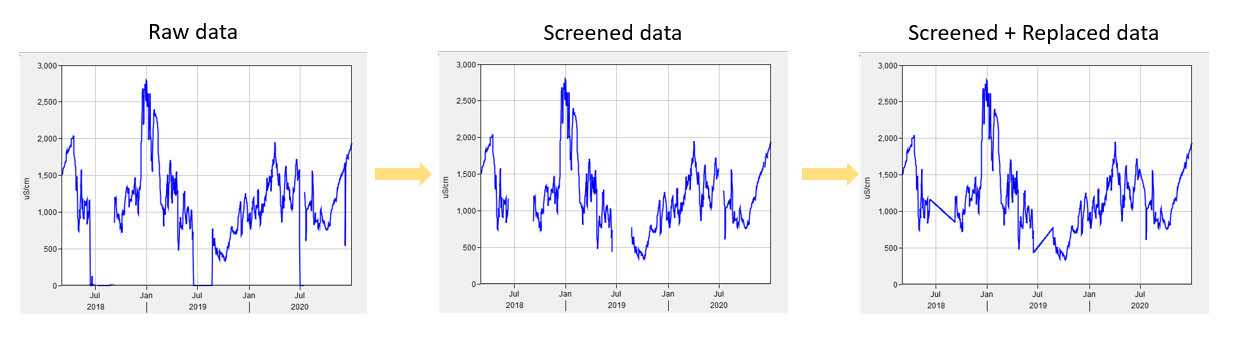 Raw data
Screened data
Screened + Replaced data
3,000
2,500
2,000
1,500
1,000
500
0
uS/cm
Jul
Jan
Jul
Jan
Jul
2018
2019
2020
3,000
2,500
2,000
1,500
1,000
500
0
uS/cm
Jul
Jan
Jul
Jan
Jul
2018
2019
2020
3,000
2,500
2,000
1,500
1,000
500
0
uS/cm
Jul
Jan
Jul
Jan
Jul
2018
2019
2020